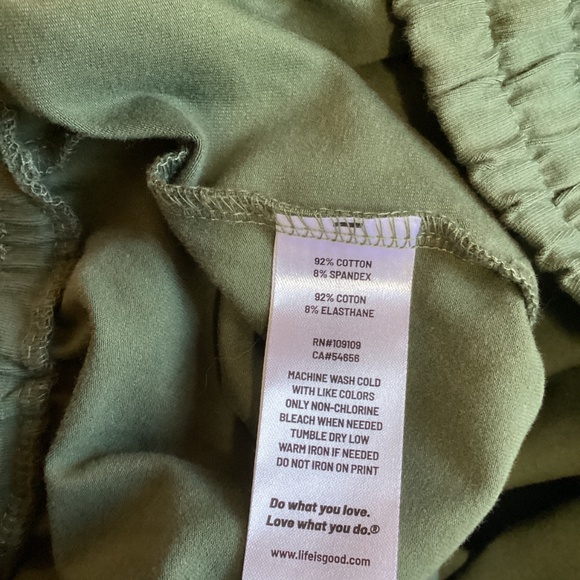 92% COTTON
8% SPANDEX
92% COTON
8% ELASTHANE
RN#109109
CA#54656
MACHINE WASH COLD
WITH LIKE COLORS
ONLY NON-CHLORINE
BLEACH WHEN NEEDED
TUMBLE DRY LOW
WARM IRON IF NEEDED
DO NOT IRON ON PRINT
Do what you love.
Love what you do.®
www.lifeisgood.com